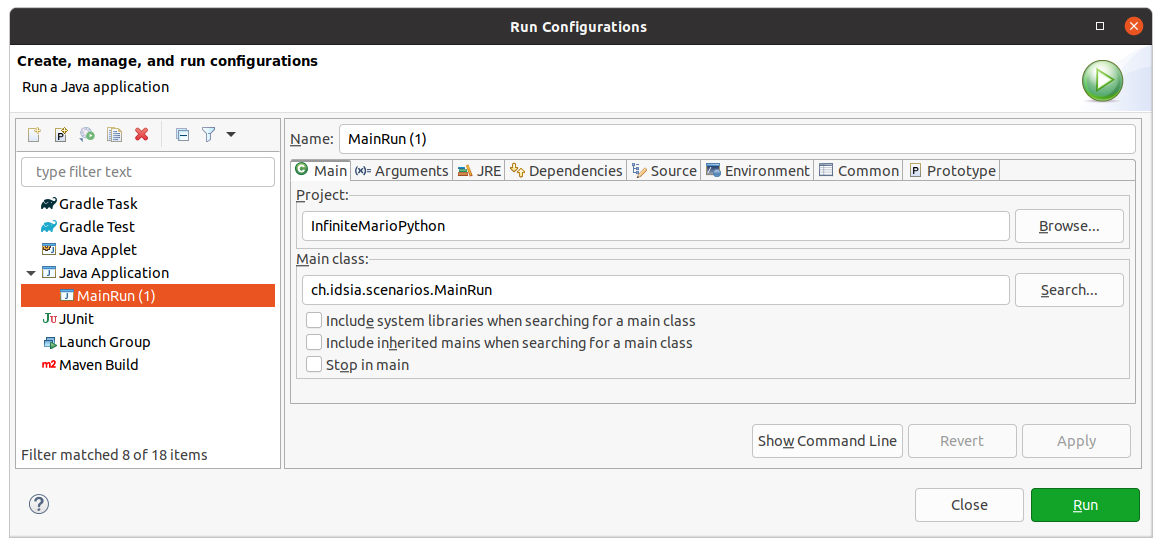 Run Configurations
Create, manage, and run configurations
Run a Java application
type filter text
Gradle Task
Gradle Test
Java Applet
Java Application
MainRun (1)
JUnit
Launch Group
Maven Build
Filter matched 8 of 18 items
Name: MainRun (1)
Main (x)= Arguments JRE Dependencies Source Environment Common P Prototype
Project:
InfiniteMarioPython Browse...
Main class:
ch.idsia.scenarios.MainRun Search...
Include system libraries when searching for a main class
Include inherited mains when searching for a main class
Stop in main
Show Command Line Revert Apply
? Close Run